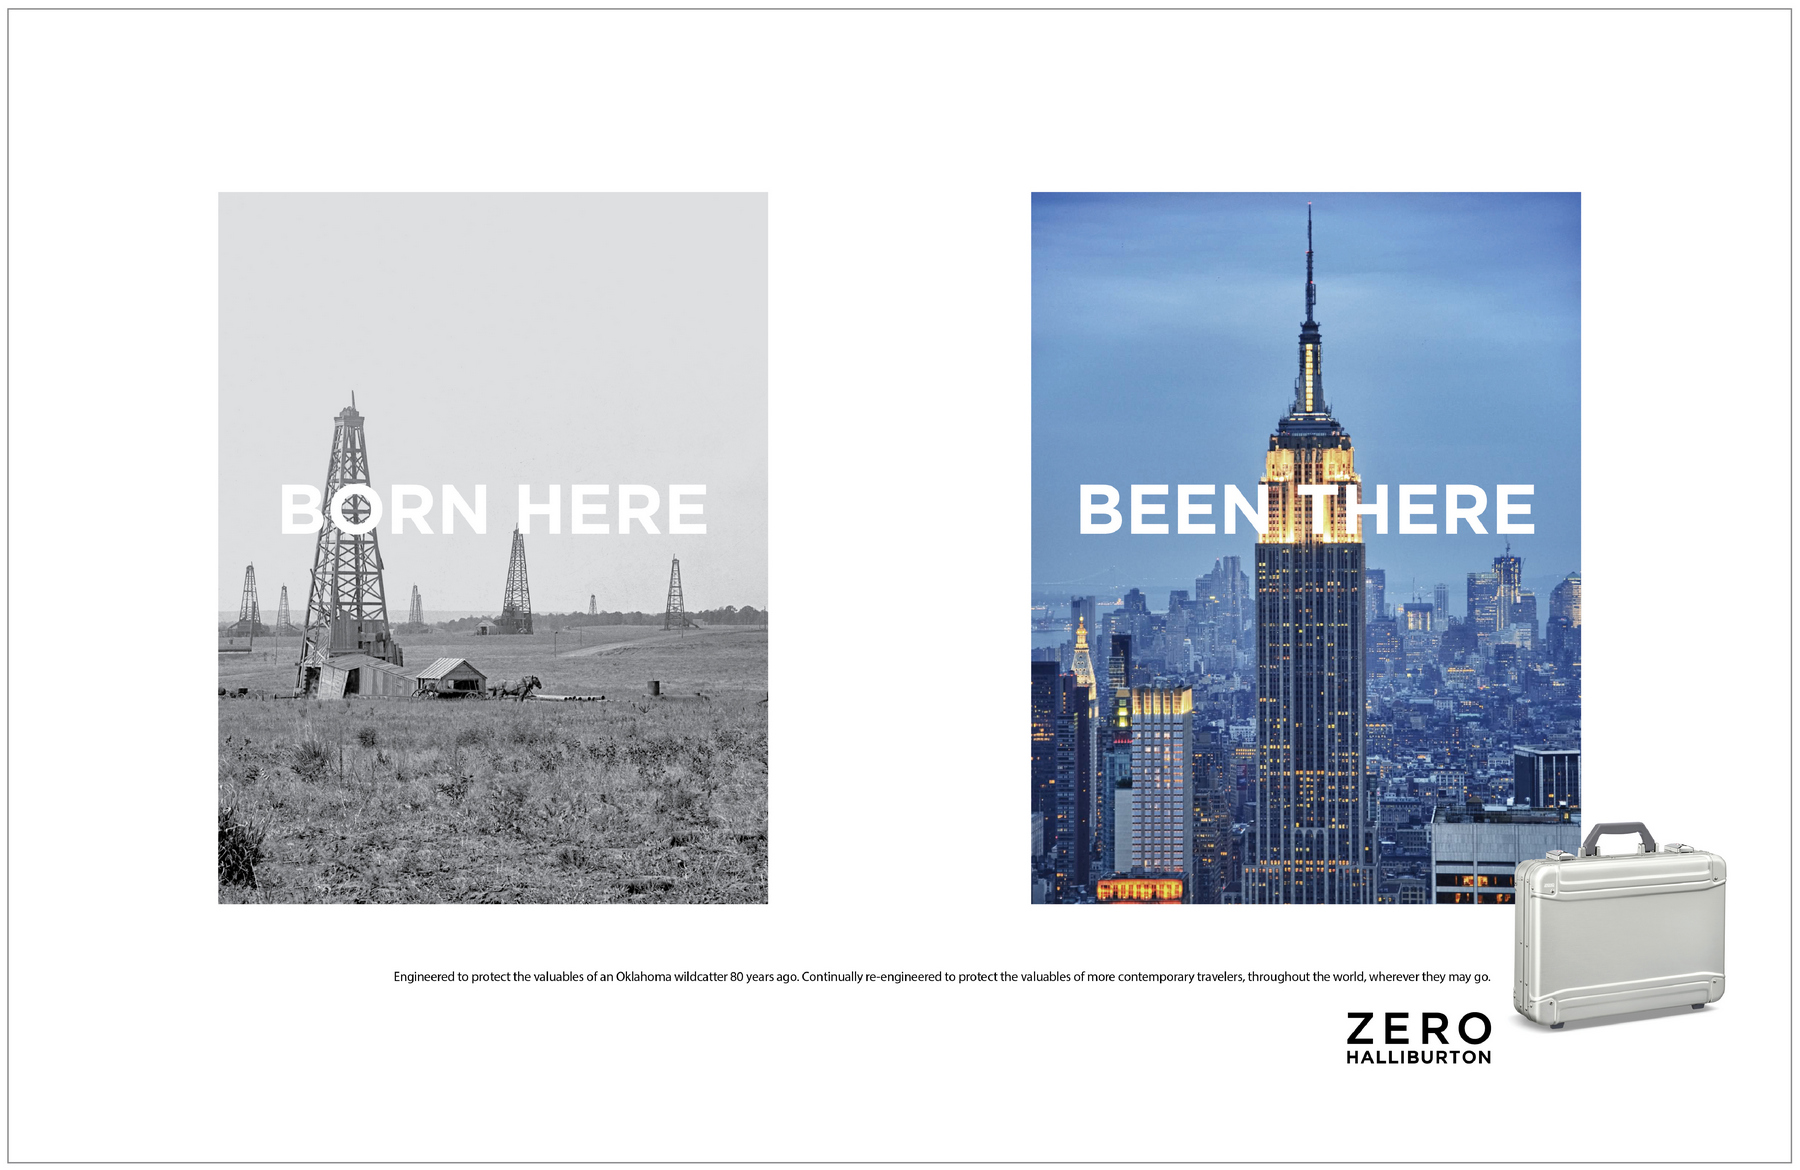 BORN HERE
BEEN THERE
Engineered to protect the valuables of an Oklahoma wildcatter 80 years ago. Continually re-engineered to protect the valuables of more contemporary travelers, throughout the world, wherever they may go.
ZERO
HALLIBURTON